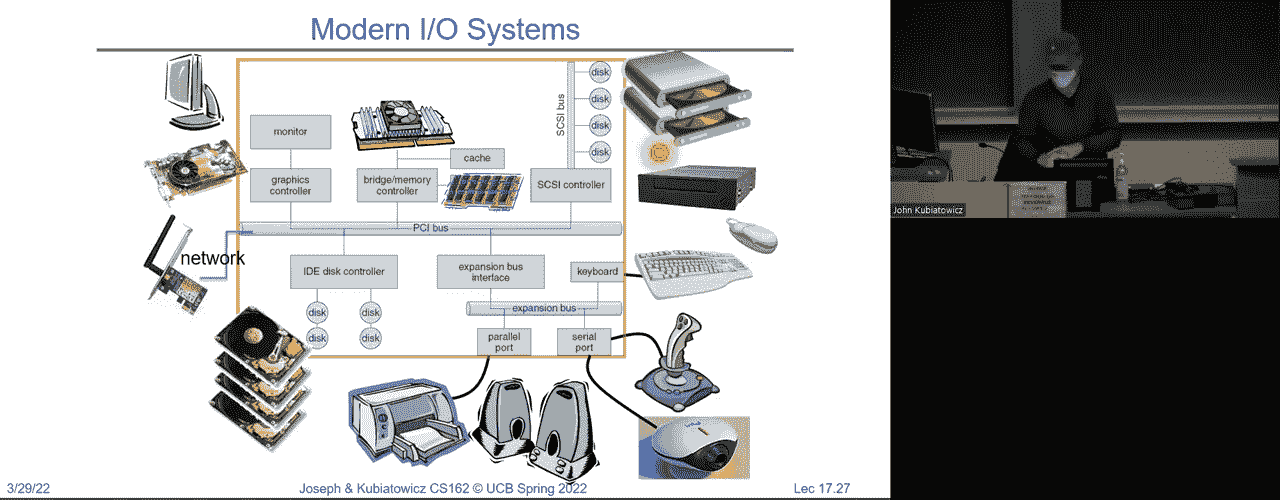 Modern I/O Systems
disk
SCSI bus
disk
monitor
disk
cache
disk
graphics
controller
bridge/memory
controller
SCSI controller
PCI bus
network
IDE disk controller
expansion bus
interface
keyboard
disk
disk
expansion bus
disk
disk
parallel
port
serial
port
3/29/22
Joseph & Kubiatowicz CS162 © UCB Spring 2022
Lec 17.27
John Kubiatowicz